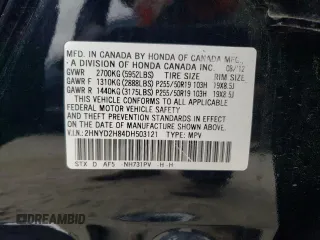 MFD. IN CANADA BY HONDA OF CANADA MFG.,
A DIVISION OF HONDA CANADA INC. 09/12
GVWR 2700KG(5952LBS) TIRE SIZE RIM SIZE
GAWR F 1310KG(2888LBS) P255/50R19 103H 19X8.5J
GAWR R 1440KG(3175LBS) P255/50R19 103H 19X8.5J
THIS VEHICLE CONFORMS TO ALL APPLICABLE
FEDERAL MOTOR VEHICLE SAFETY
AND THEFT PREVENTION STANDARDS IN EFFECT
ON THE DATE OF MANUFACTURE SHOWN ABOVE.
V.I.N.: 2HNYD2H84DH503121 TYPE: MPV
STX D AF5 NH731PV H-H
AUTOBIDMASTER